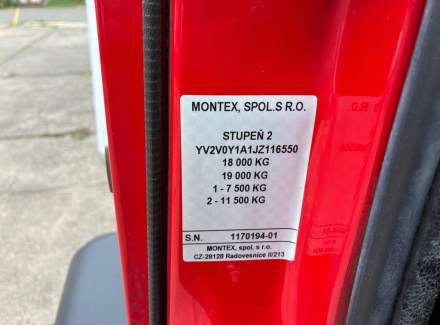 MONTEX, SPOL.S R.O.
STUPEŇ 2
YV2V0Y1A1JZ116550
18 000 KG
19 000 KG
1 - 7 500 KG
2 - 11 500 KG
S.N. 1170194-01
MONTEX, spol. s r.o.
CZ-28128 Radovesnice II/213